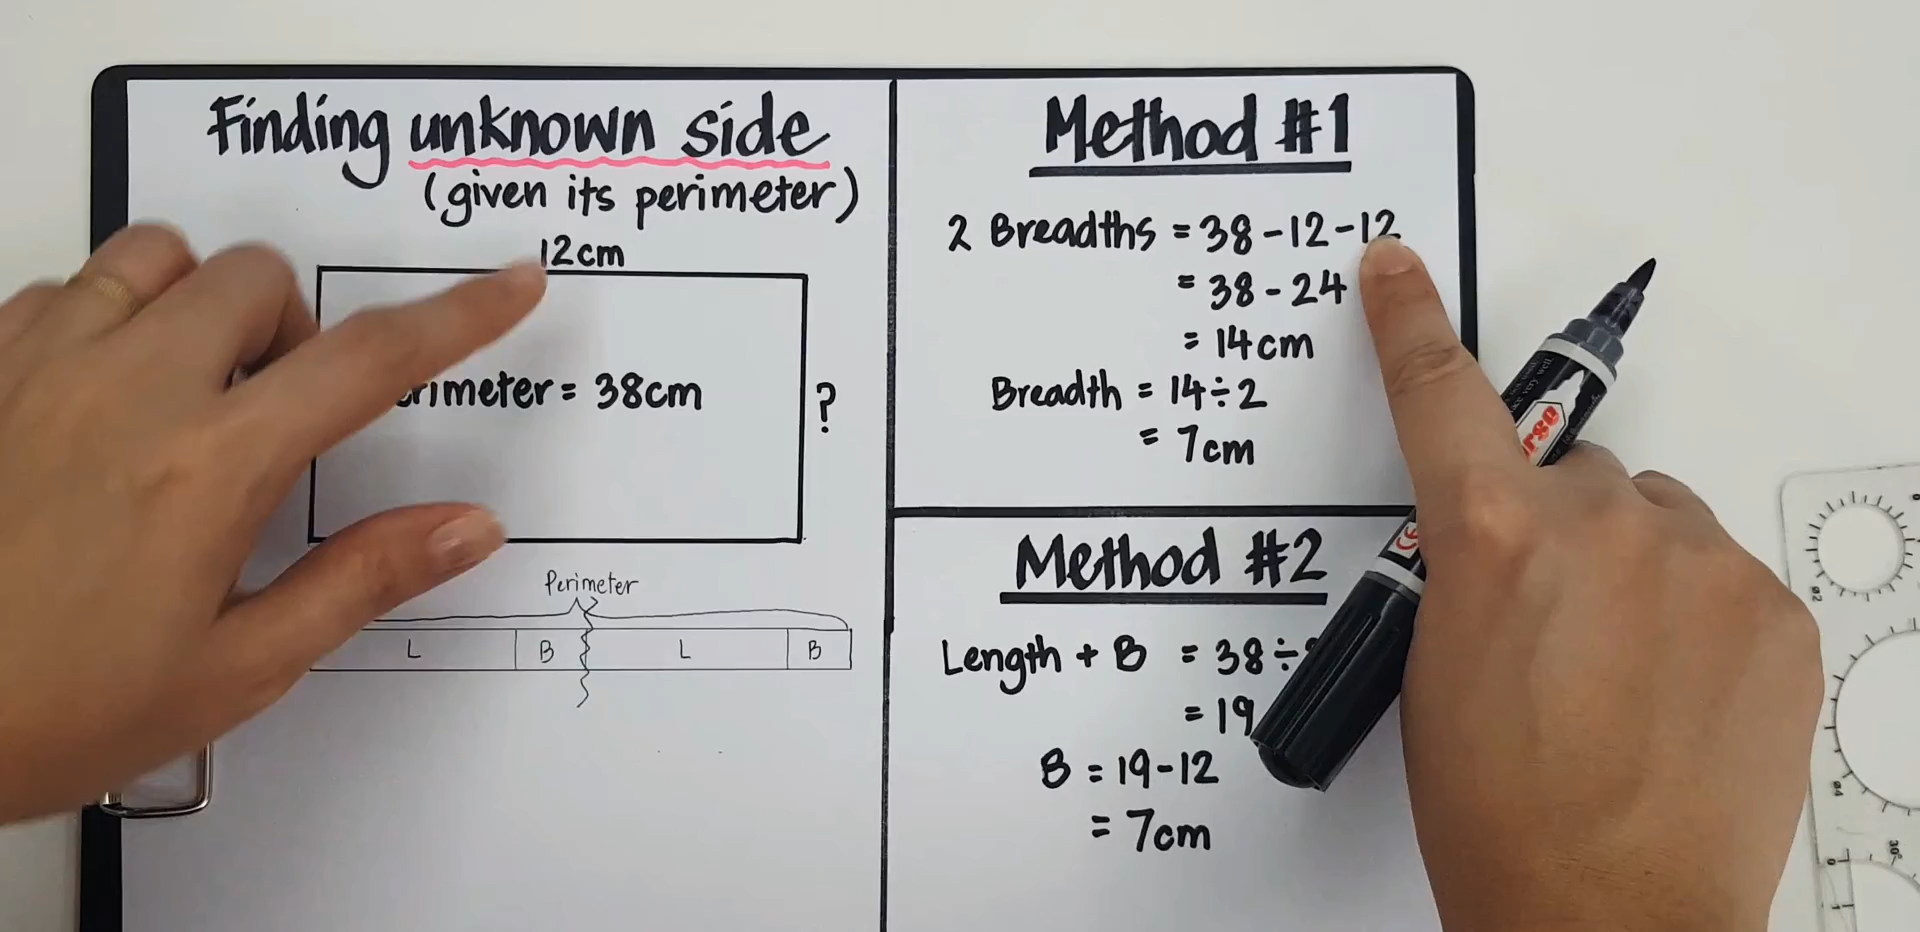 Finding unknown side
(given its perimeter)
12cm
Perimeter = 38cm
?
Perimeter
L B L B
Method #1
2 Breadths = 38 - 12 - 12
= 38 - 24
= 14cm
Breadth = 14 ÷ 2
= 7cm
Method #2
Length + B = 38 ÷
= 19
B = 19 - 12
= 7cm